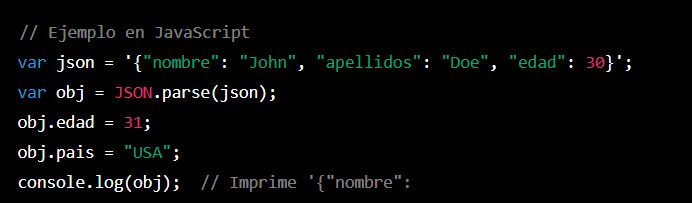 // Ejemplo en JavaScript
var json = '{"nombre": "John", "apellidos": "Doe", "edad": 30}';
var obj = JSON.parse(json);
obj.edad = 31;
obj.pais = "USA";
console.log(obj);  // Imprime '{"nombre":